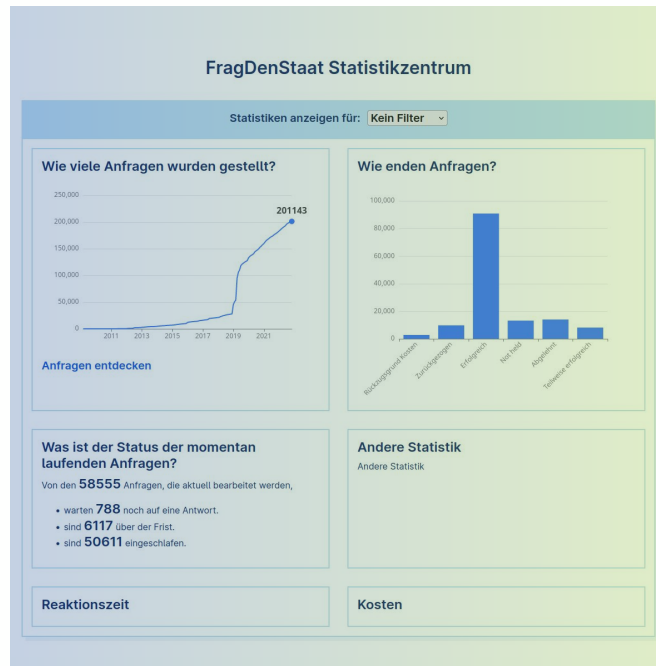 FragDenStaat Statistikzentrum
Statistiken anzeigen für: Kein Filter
Wie viele Anfragen wurden gestellt?
250,000
200,000
150,000
100,000
50,000
0
201143
2011 2013 2015 2017 2019 2021
Anfragen entdecken
Wie enden Anfragen?
100,000
80,000
60,000
40,000
20,000
0
Rückzugsgrund Kosten
Zurückgezogen
Erfolgreich
Not held
Abgelehnt
Teilweise erfolgreich
Was ist der Status der momentan
laufenden Anfragen?
Von den 58555 Anfragen, die aktuell bearbeitet werden,
• warten 788 noch auf eine Antwort.
• sind 6117 über der Frist.
• sind 50611 eingeschlafen.
Andere Statistik
Andere Statistik
Reaktionszeit
Kosten